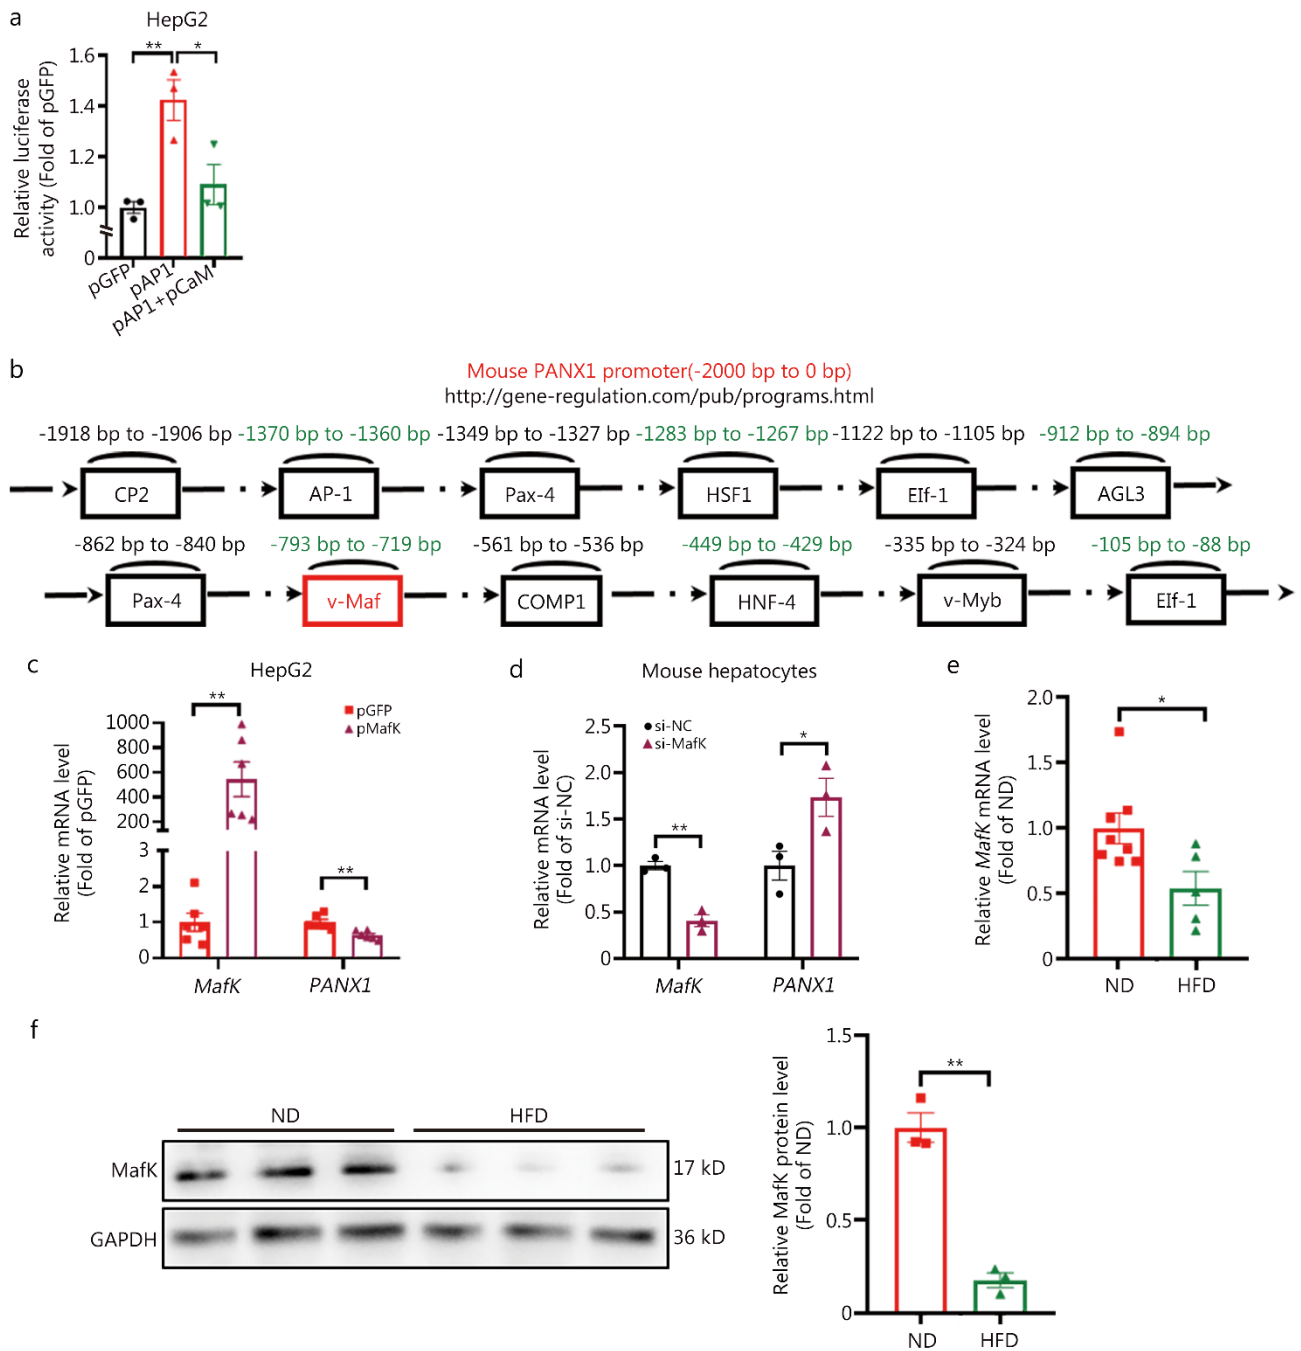 a
HepG2
** *
Relative luciferase
activity (Fold of pGFP)
1.6
1.4
1.2
1.0
0
pGFP
pAP1
pAP1+pCaM
b
Mouse PANX1 promoter(-2000 bp to 0 bp)
http://gene-regulation.com/pub/programs.html
-1918 bp to -1906 bp -1370 bp to -1360 bp -1349 bp to -1327 bp -1283 bp to -1267 bp -1122 bp to -1105 bp -912 bp to -894 bp
CP2 AP-1 Pax-4 HSF1 EIf-1 AGL3
-862 bp to -840 bp -793 bp to -719 bp -561 bp to -536 bp -449 bp to -429 bp -335 bp to -324 bp -105 bp to -88 bp
Pax-4 v-Maf COMP1 HNF-4 v-Myb EIf-1
c
HepG2
**
pGFP
pMafK
Relative mRNA level
(Fold of pGFP)
1000
800
600
400
200
3
2
1
0
**
MafK PANX1
d
Mouse hepatocytes
si-NC
si-MafK
Relative mRNA level
(Fold of si-NC)
2.5
2.0
1.5
1.0
0.5
0
** *
MafK PANX1
e
Relative MafK mRNA level
(Fold of ND)
2.0
1.5
1.0
0.5
0
*
ND HFD
f
ND HFD
MafK 17 kD
GAPDH 36 kD
Relative MafK protein level
(Fold of ND)
1.5
1.0
0.5
0
**
ND HFD